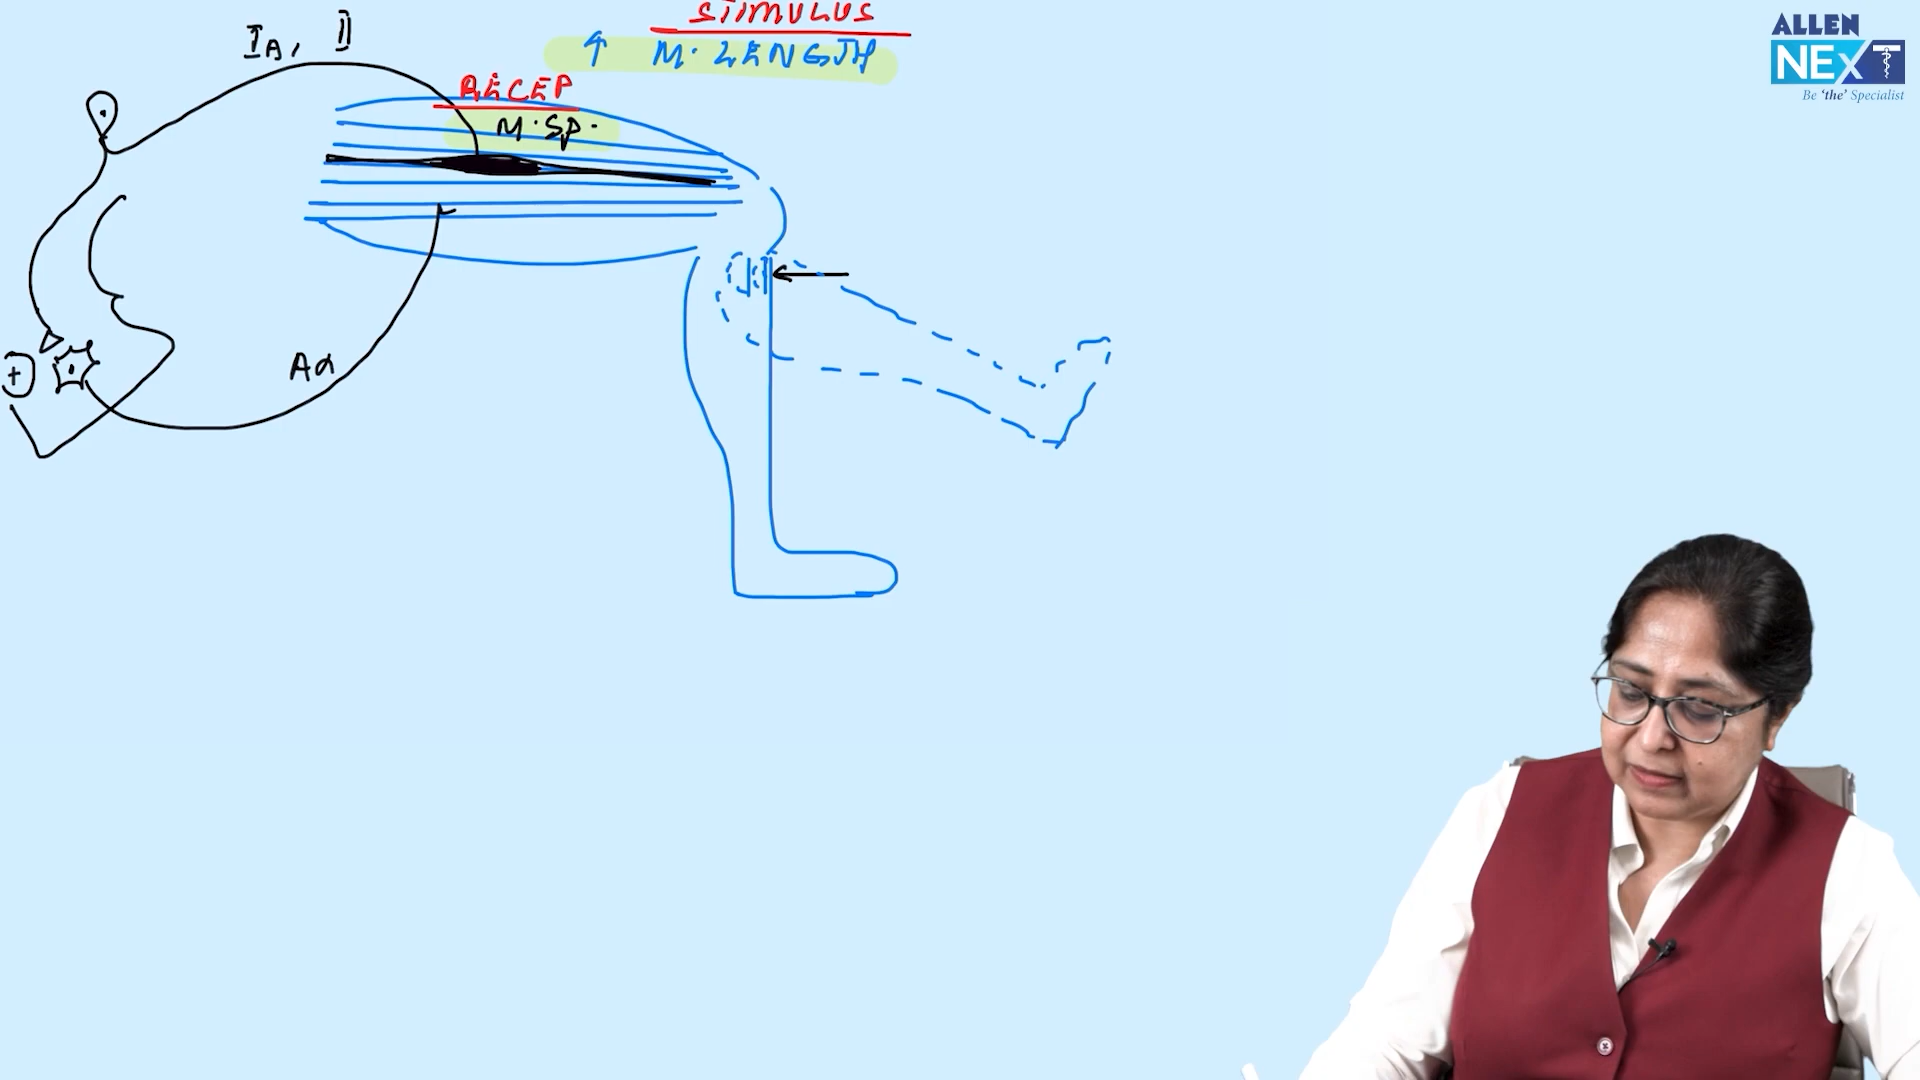 STIMULUS
↑ M. LENGTH
IA, II
RECEP
M. Sp.
+
Aα
ALLEN
NEXT
Be 'the' Specialist